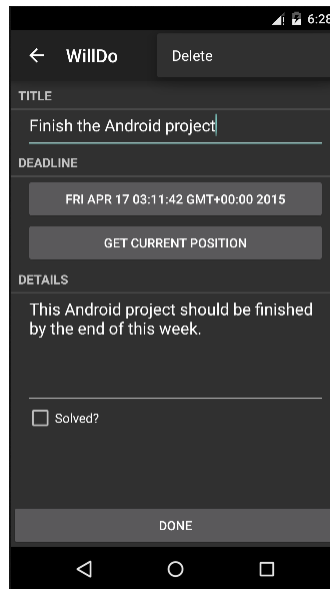 6:28
WillDo
Delete
TITLE
Finish the Android project
DEADLINE
FRI APR 17 03:11:42 GMT+00:00 2015
GET CURRENT POSITION
DETAILS
This Android project should be finished
by the end of this week.
Solved?
DONE